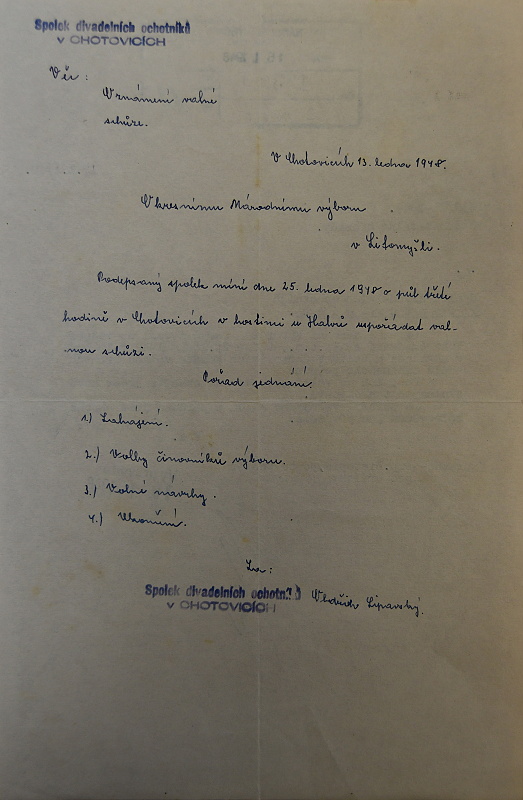 Spolek divadelních ochotníků
v CHOTOVICÍCH
Věc:
Oznámení valné
schůze.
V Chotovicích 13. ledna 1948.
Okresnímu Národnímu výboru
v Litomyšli.
Podepsaný spolek míní dne 25. ledna 1948 o půl třetí
hodině v Chotovicích v hostinci u Halvů uspořádat val-
nou schůzi.
Pořad jednání.
1.) Zahájení.
2.) Volby činovníků výboru.
3.) Volné návrhy.
4.) Ukončení.
Za:
Spolek divadelních ochotníků
v CHOTOVICÍCH
Lipavský.